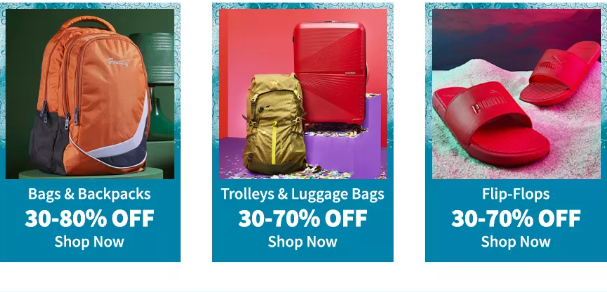 Bags & Backpacks
30-80% OFF
Shop Now
Trolleys & Luggage Bags
30-70% OFF
Shop Now
PUMA
Flip-Flops
30-70% OFF
Shop Now